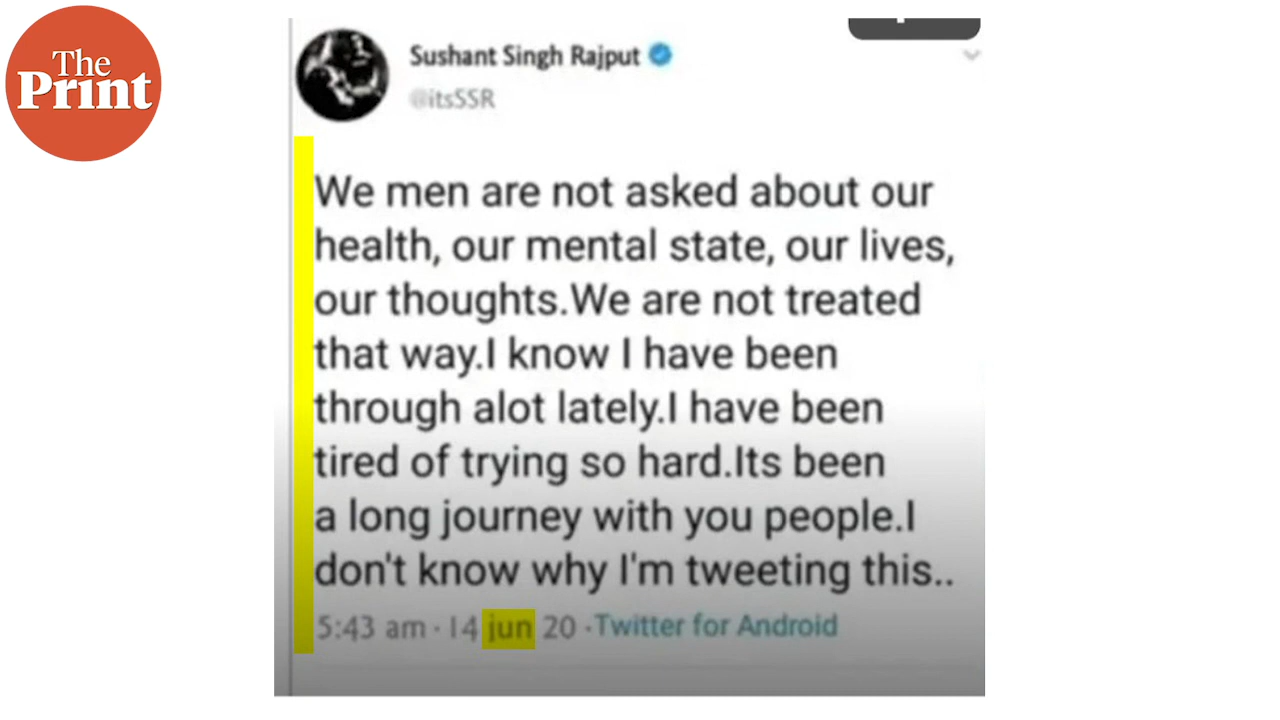 The
Print
Sushant Singh Rajput
@itsSSR
We men are not asked about our
health, our mental state, our lives,
our thoughts.We are not treated
that way.I know I have been
through alot lately.I have been
tired of trying so hard.Its been
a long journey with you people.I
don't know why I'm tweeting this..
5:43 am · 14 jun 20 ·Twitter for Android